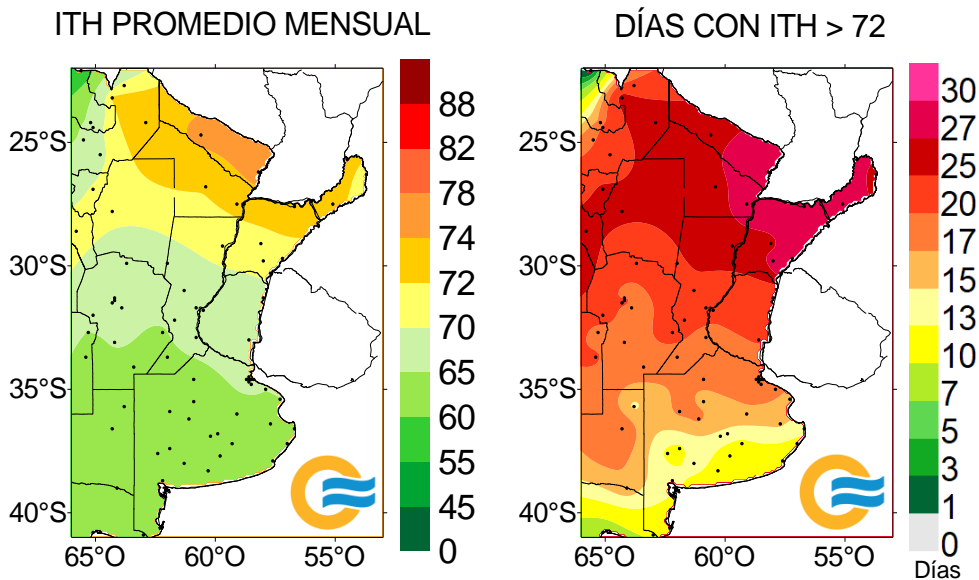 ITH PROMEDIO MENSUAL
25°S
30°S
35°S
40°S
65°O
60°O
55°O
88
82
78
74
72
70
65
60
55
45
0
DÍAS CON ITH > 72
25°S
30°S
35°S
40°S
65°O
60°O
55°O
30
27
25
20
17
15
13
10
7
5
3
1
0
Días